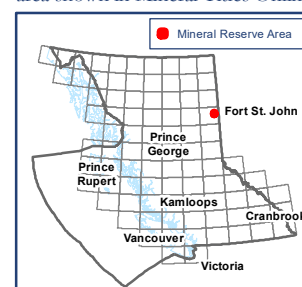 Mineral Reserve Area
Fort St. John
Prince
George
Prince
Rupert
Kamloops
Cranbrook
Vancouver
Victoria